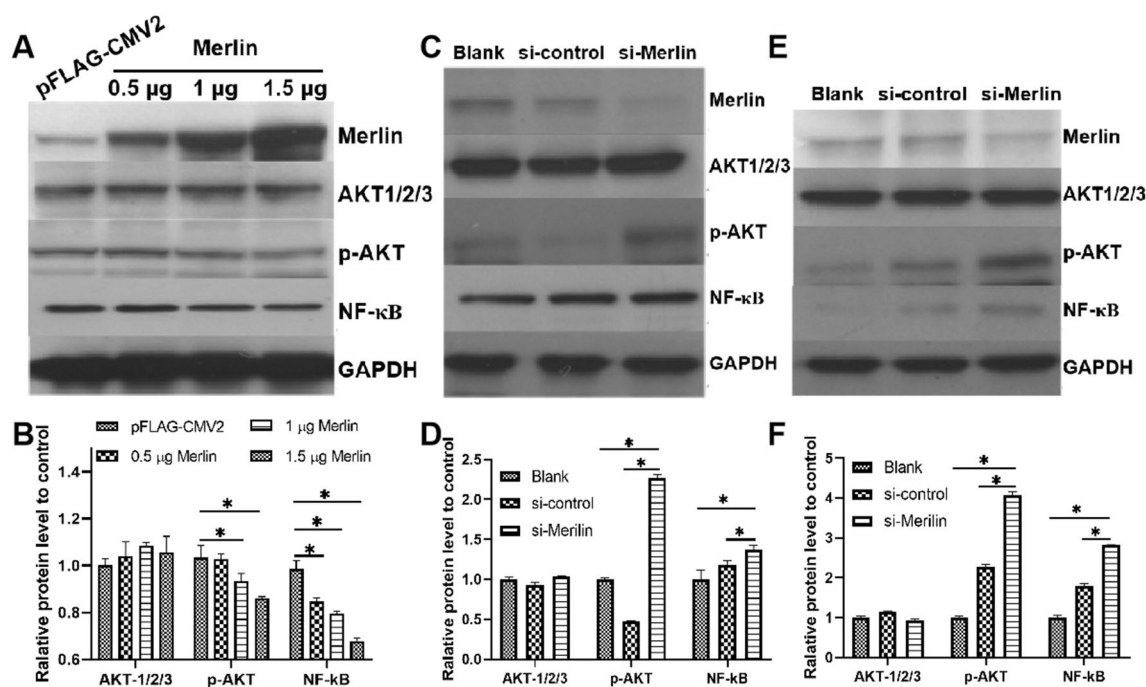 A
pFLAG-CMV2
Merlin
0.5 µg 1 µg 1.5 µg
Merlin
AKT1/2/3
p-AKT
NF-κB
GAPDH
C
Blank si-control si-Merlin
Merlin
AKT1/2/3
p-AKT
NF-κB
GAPDH
E
Blank si-control si-Merlin
Merlin
AKT1/2/3
p-AKT
NF-κB
GAPDH
B
Ralative protein level to control
pFLAG-CMV2
0.5 µg Merlin
1 µg Merlin
1.5 µg Merlin
1.4
1.2
1.0
0.8
0.6
* * * * *
AKT-1/2/3 p-AKT NF-kB
D
Ralative protein level to control
Blank
si-control
si-Merilin
2.5
2.0
1.5
1.0
0.5
0.0
* * * *
AKT-1/2/3 p-AKT NF-kB
F
Ralative protein level to control
Blank
si-control
si-Merilin
5
4
3
2
1
0
* * * *
AKT-1/2/3 p-AKT NF-kB